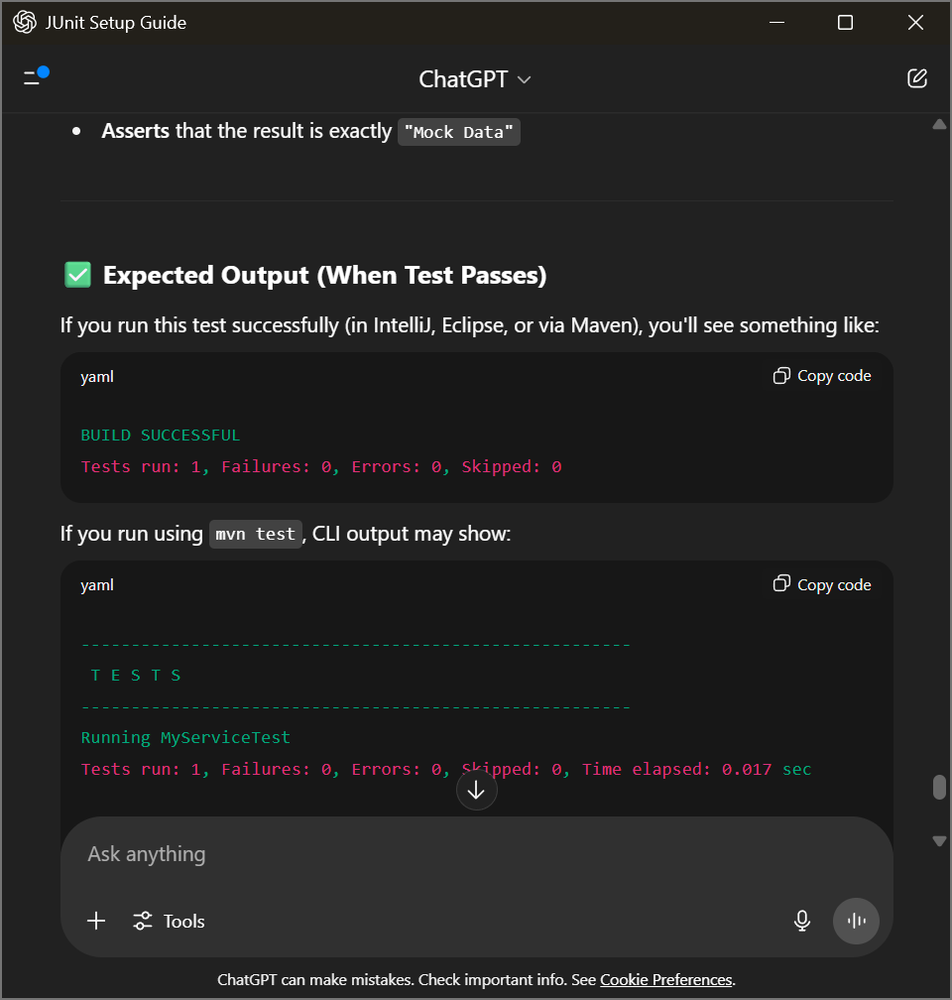 JUnit Setup Guide
ChatGPT
• Asserts that the result is exactly "Mock Data"
✅ Expected Output (When Test Passes)
If you run this test successfully (in IntelliJ, Eclipse, or via Maven), you'll see something like:
yaml Copy code
BUILD SUCCESSFUL
Tests run: 1, Failures: 0, Errors: 0, Skipped: 0
If you run using mvn test, CLI output may show:
yaml Copy code
-------------------------------------------------------
T E S T S
-------------------------------------------------------
Running MyServiceTest
Tests run: 1, Failures: 0, Errors: 0, Skipped: 0, Time elapsed: 0.017 sec
Ask anything
Tools
ChatGPT can make mistakes. Check important info. See Cookie Preferences.